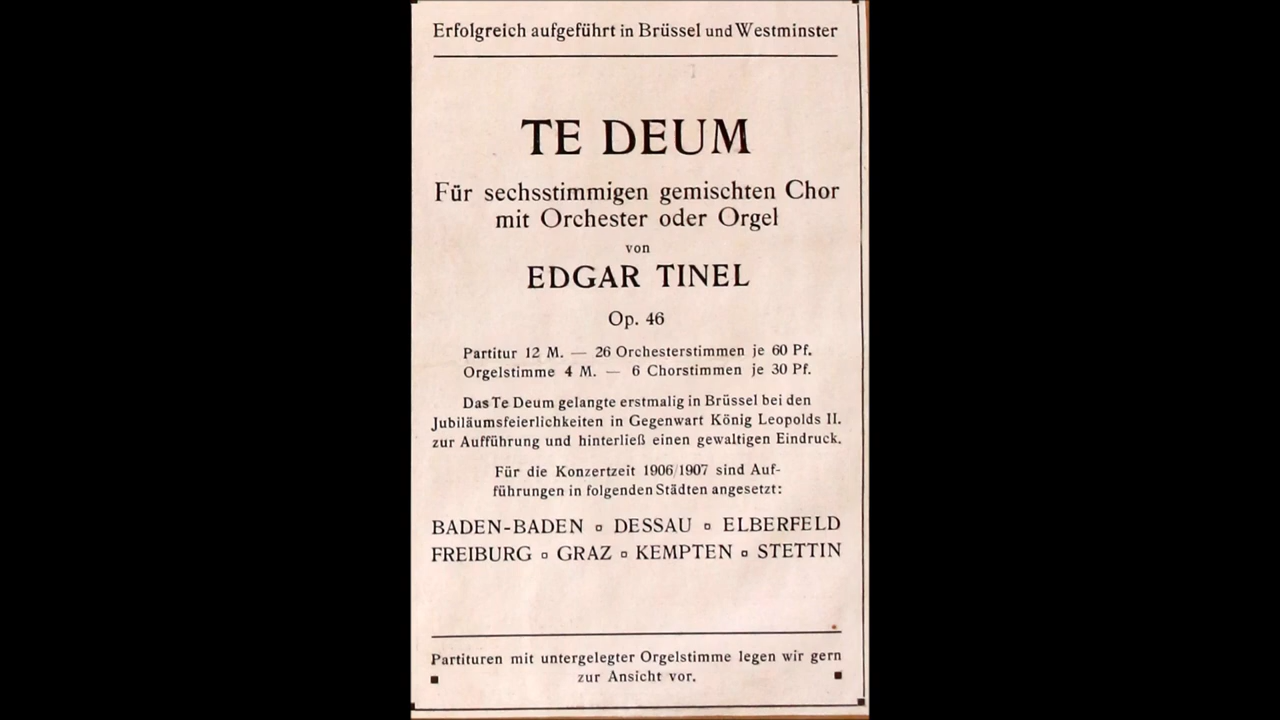 Erfolgreich aufgeführt in Brüssel und Westminster
TE DEUM
Für sechsstimmigen gemischten Chor
mit Orchester oder Orgel
von
EDGAR TINEL
Op. 46
Partitur 12 M. — 26 Orchesterstimmen je 60 Pf.
Orgelstimme 4 M. — 6 Chorstimmen je 30 Pf.
Das Te Deum gelangte erstmalig in Brüssel bei den
Jubiläumsfeierlichkeiten in Gegenwart König Leopolds II.
zur Aufführung und hinterließ einen gewaltigen Eindruck.
Für die Konzertzeit 1906/1907 sind Auf-
führungen in folgenden Städten angesetzt:
BADEN-BADEN ▫ DESSAU ▫ ELBERFELD
FREIBURG ▫ GRAZ ▫ KEMPTEN ▫ STETTIN
Partituren mit untergelegter Orgelstimme legen wir gern
zur Ansicht vor.